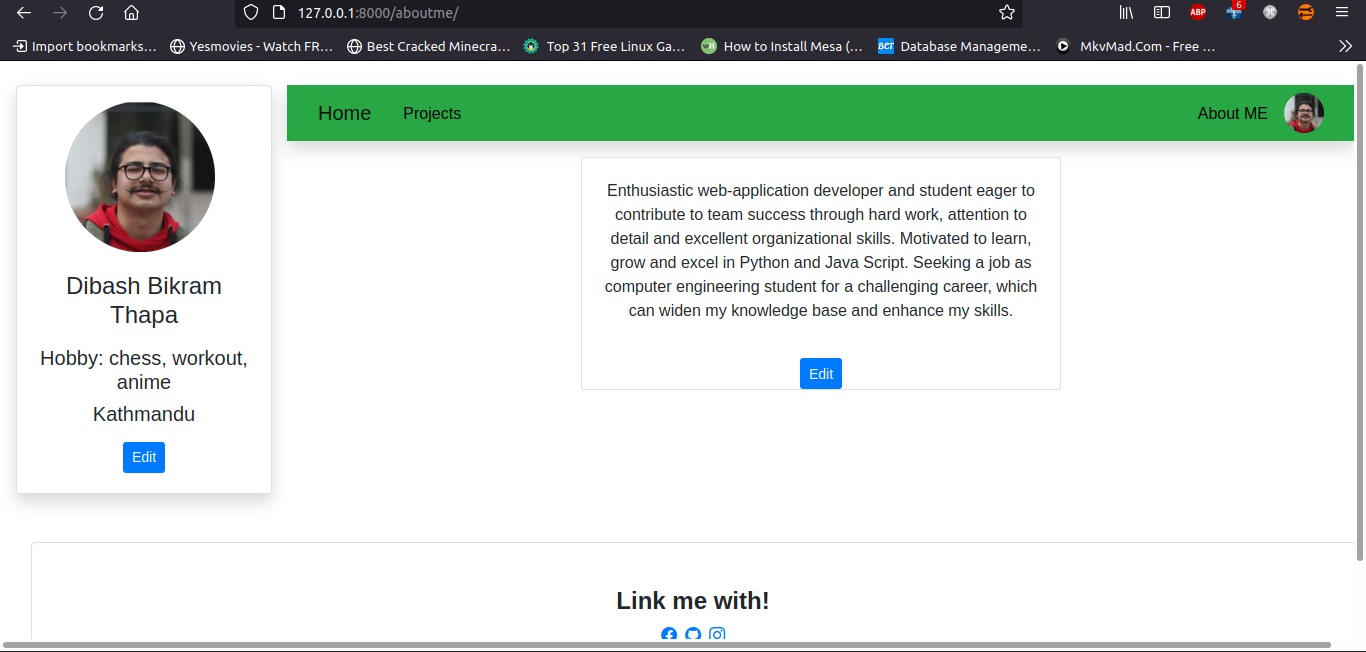 127.0.0.1:8000/aboutme/
ABP
6
Import bookmarks...
Yesmovies - Watch FR...
Best Cracked Minecra...
Top 31 Free Linux Ga...
How to Install Mesa (...
BCT
Database Manageme...
MkvMad.Com - Free ...
Home
Projects
About ME
Dibash Bikram
Thapa
Hobby: chess, workout,
anime
Kathmandu
Edit
Enthusiastic web-application developer and student eager to
contribute to team success through hard work, attention to
detail and excellent organizational skills. Motivated to learn,
grow and excel in Python and Java Script. Seeking a job as
computer engineering student for a challenging career, which
can widen my knowledge base and enhance my skills.
Edit
Link me with!